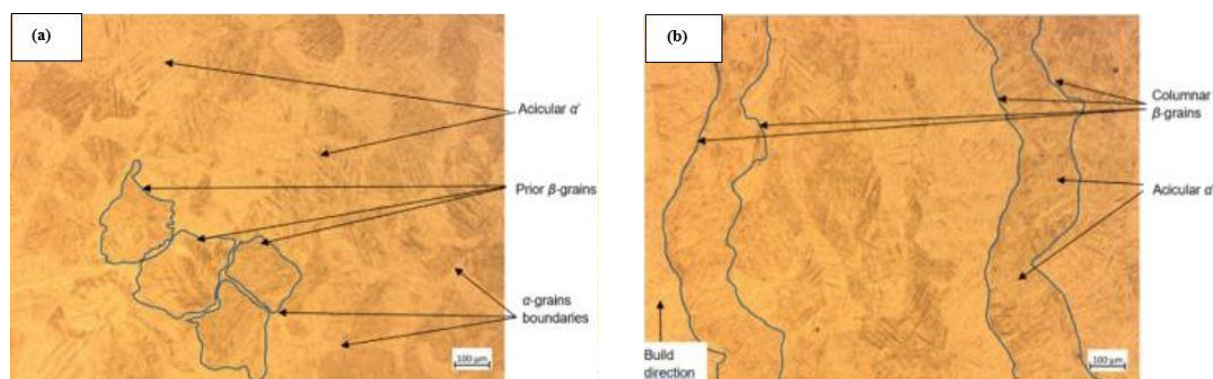 (a)
Acicular α'
Prior β-grains
α-grains
boundaries
100 μm
(b)
Columnar
β-grains
Acicular α'
Build
direction
100 μm